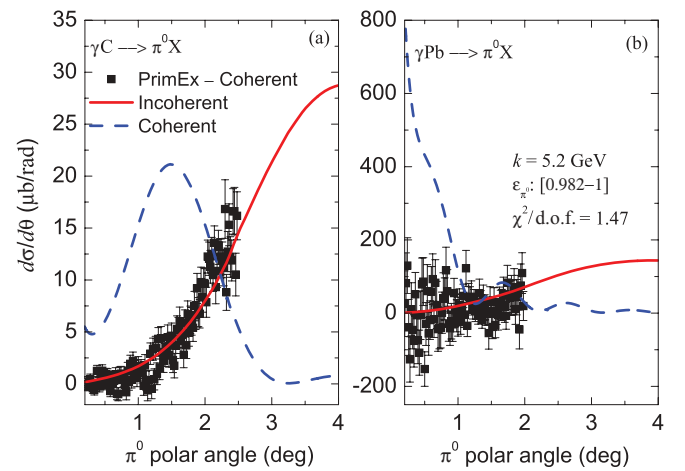 (a)
γC —> π⁰X
PrimEx – Coherent
Incoherent
Coherent
35
30
25
20
15
10
5
0
dσ/dθ (μb/rad)
1 2 3 4
π⁰ polar angle (deg)
(b)
γPb —> π⁰X
k = 5.2 GeV
ε_π⁰: [0.982–1]
χ²/d.o.f. = 1.47
800
600
400
200
0
-200
1 2 3 4
π⁰ polar angle (deg)